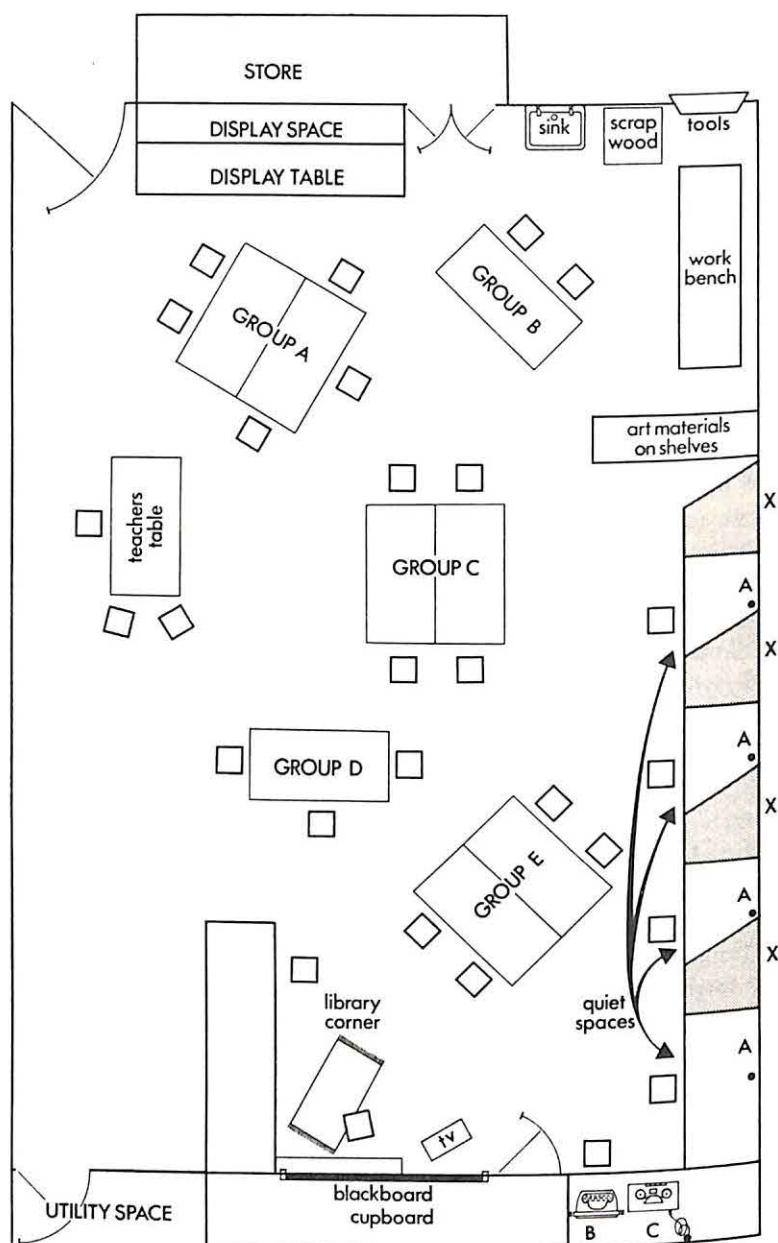 STORE
DISPLAY SPACE
DISPLAY TABLE
sink
scrap
wood
tools
work
bench
GROUP A
GROUP B
art materials
on shelves
X
teachers
table
GROUP C
A
X
A
GROUP D
X
GROUP E
A
X
library
corner
quiet
spaces
A
tv
UTILITY SPACE
blackboard
cupboard
B
C